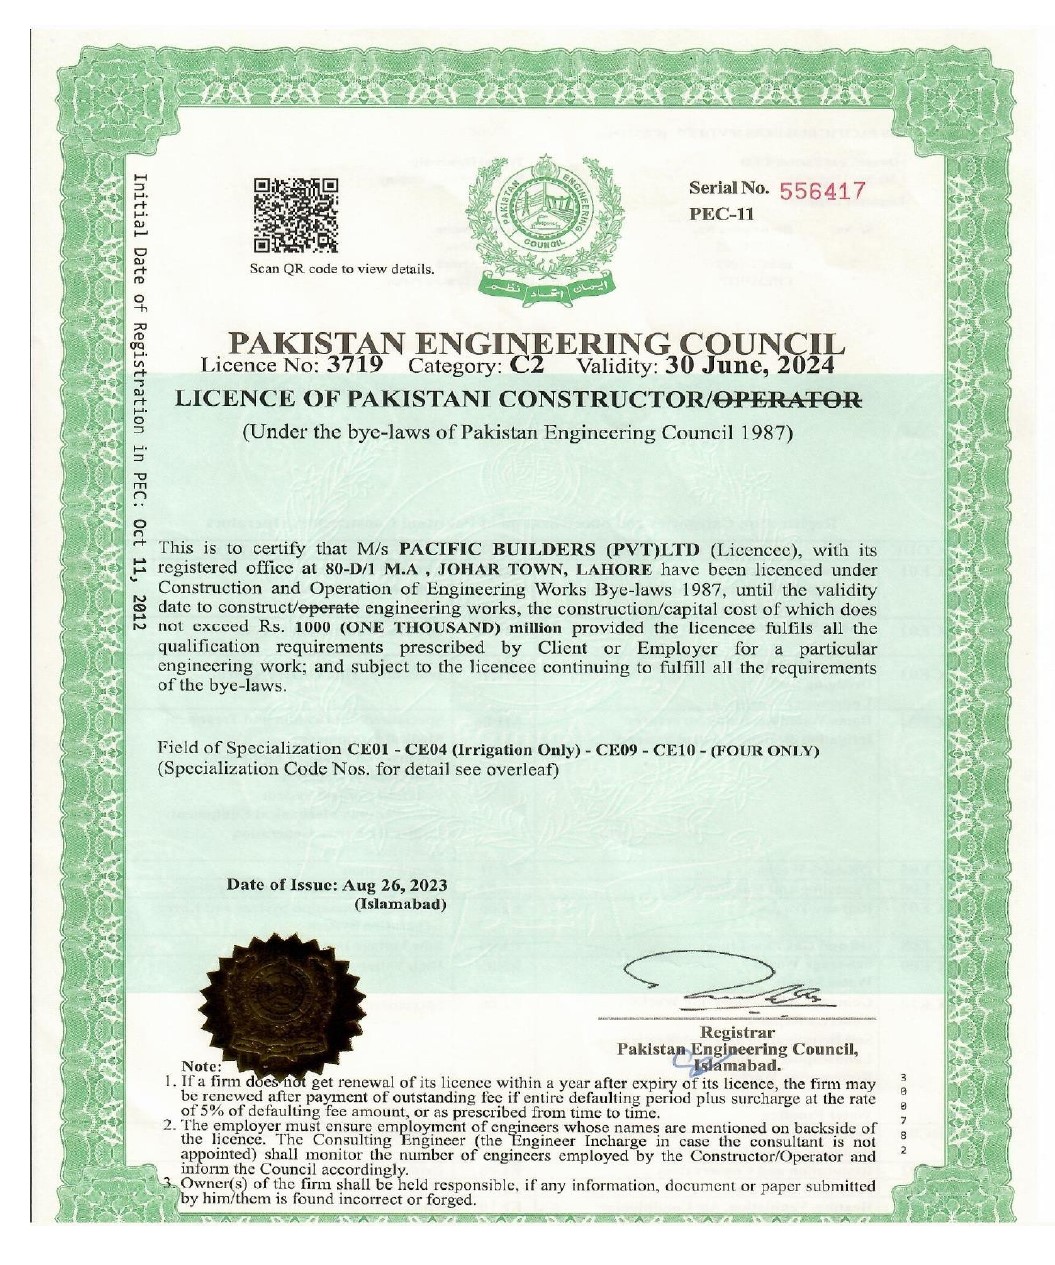 Serial No. 556417
PEC-11
Scan QR code to view details.
PAKISTAN ENGINEERING COUNCIL
ایمان اتحاد نظم
PAKISTAN ENGINEERING COUNCIL
Licence No: 3719 Category: C2 Validity: 30 June, 2024
LICENCE OF PAKISTANI CONSTRUCTOR/OPERATOR
(Under the bye-laws of Pakistan Engineering Council 1987)
Initial Date of Registration in PEC: Oct 11, 2012
This is to certify that M/s PACIFIC BUILDERS (PVT)LTD (Licencee), with its
registered office at 80-D/1 M.A , JOHAR TOWN, LAHORE have been licenced under
Construction and Operation of Engineering Works Bye-laws 1987, until the validity
date to construct/operate engineering works, the construction/capital cost of which does
not exceed Rs. 1000 (ONE THOUSAND) million provided the licencee fulfils all the
qualification requirements prescribed by Client or Employer for a particular
engineering work; and subject to the licencee continuing to fulfill all the requirements
of the bye-laws.
Field of Specialization CE01 - CE04 (Irrigation Only) - CE09 - CE10 - (FOUR ONLY)
(Specialization Code Nos. for detail see overleaf)
Date of Issue: Aug 26, 2023
(Islamabad)
Registrar
Pakistan Engineering Council,
Islamabad.
Note:
1. If a firm does not get renewal of its licence within a year after expiry of its licence, the firm may
be renewed after payment of outstanding fee if entire defaulting period plus surcharge at the rate
of 5% of defaulting fee amount, or as prescribed from time to time.
2. The employer must ensure employment of engineers whose names are mentioned on backside of
the licence. The Consulting Engineer (the Engineer Incharge in case the consultant is not
appointed) shall monitor the number of engineers employed by the Constructor/Operator and
inform the Council accordingly.
3. Owner(s) of the firm shall be held responsible, if any information, document or paper submitted
by him/them is found incorrect or forged.
300782